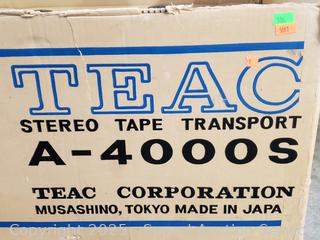 TEAC
STEREO TAPE TRANSPORT
A-4000S
TEAC CORPORATION
MUSASHINO, TOKYO MADE IN JAPA